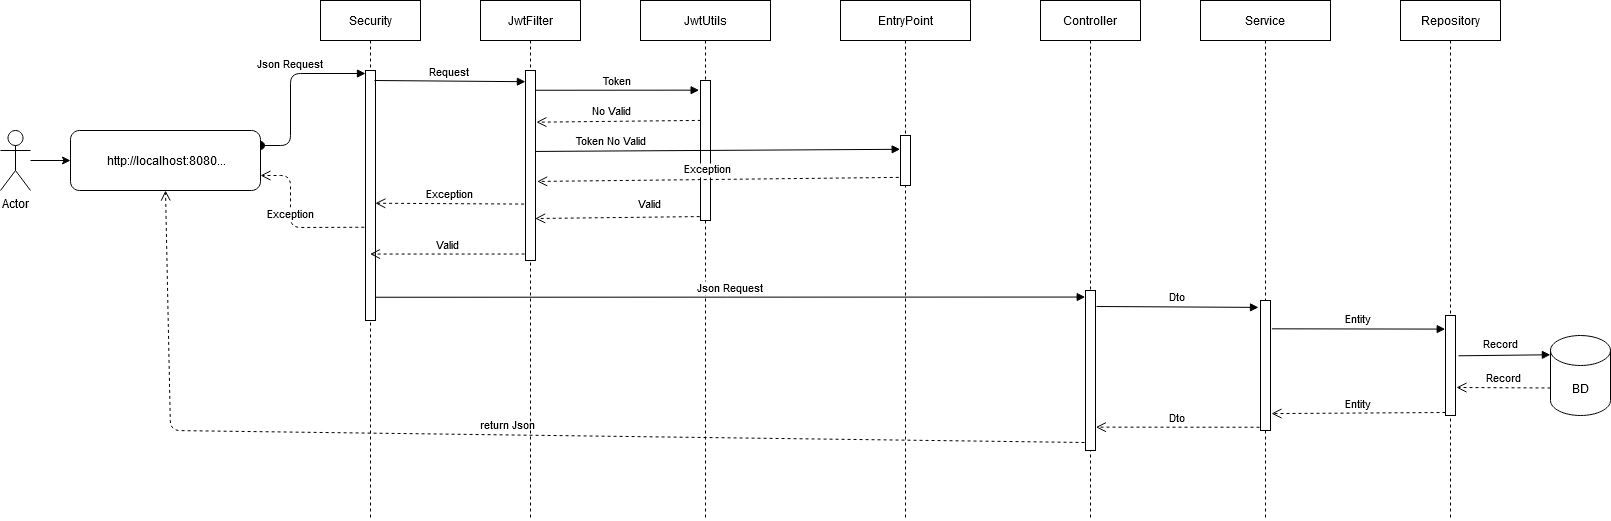 Security
JwtFilter
JwtUtils
EntryPoint
Controller
Service
Repository
Json Request
Request
Token
No Valid
Token No Valid
http://localhost:8080...
Exception
Exception
Actor
Valid
Exception
Valid
Json Request
Dto
Entity
Record
Record
BD
Entity
Dto
return Json